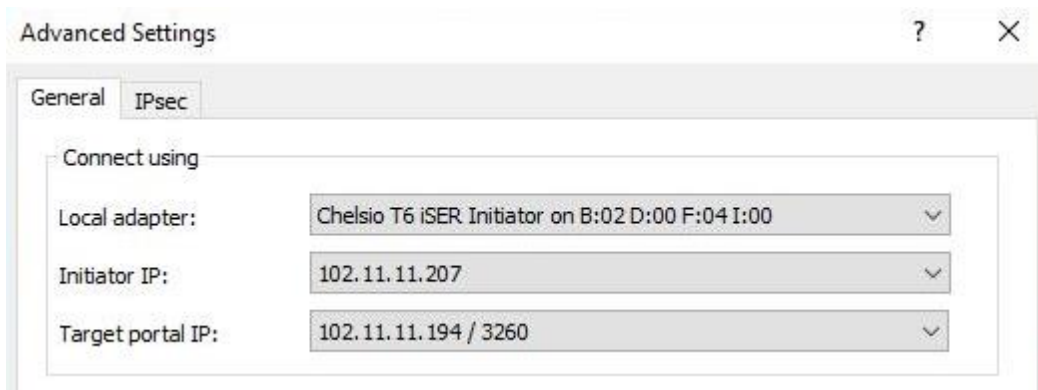 Advanced Settings ? ×
General IPsec
Connect using
Local adapter: Chelsio T6 iSER Initiator on B:02 D:00 F:04 I:00
Initiator IP: 102.11.11.207
Target portal IP: 102.11.11.194 / 3260